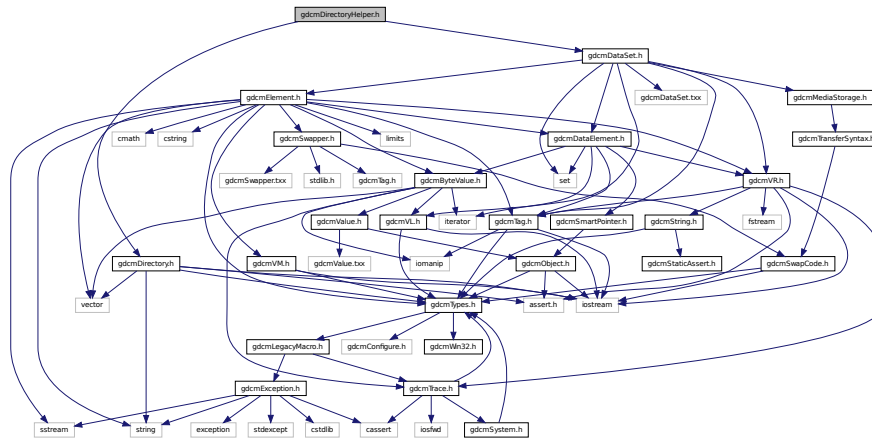 gdcmDirectoryHelper.h
gdcmDataSet.h
gdcmElement.h
gdcmDataSet.txx
gdcmMediaStorage.h
cmath
cstring
gdcmSwapper.h
limits
gdcmDataElement.h
gdcmTransferSyntax.h
gdcmSwapper.txx
stdlib.h
gdcmTag.h
gdcmByteValue.h
set
gdcmVR.h
gdcmValue.h
gdcmVL.h
iterator
gdcmTag.h
gdcmSmartPointer.h
gdcmString.h
fstream
gdcmDirectory.h
gdcmVM.h
gdcmValue.txx
iomanip
gdcmObject.h
gdcmStaticAssert.h
gdcmSwapCode.h
vector
gdcmTypes.h
assert.h
iostream
gdcmLegacyMacro.h
gdcmConfigure.h
gdcmWin32.h
gdcmException.h
gdcmTrace.h
sstream
string
exception
stdexcept
cstdlib
cassert
iosfwd
gdcmSystem.h